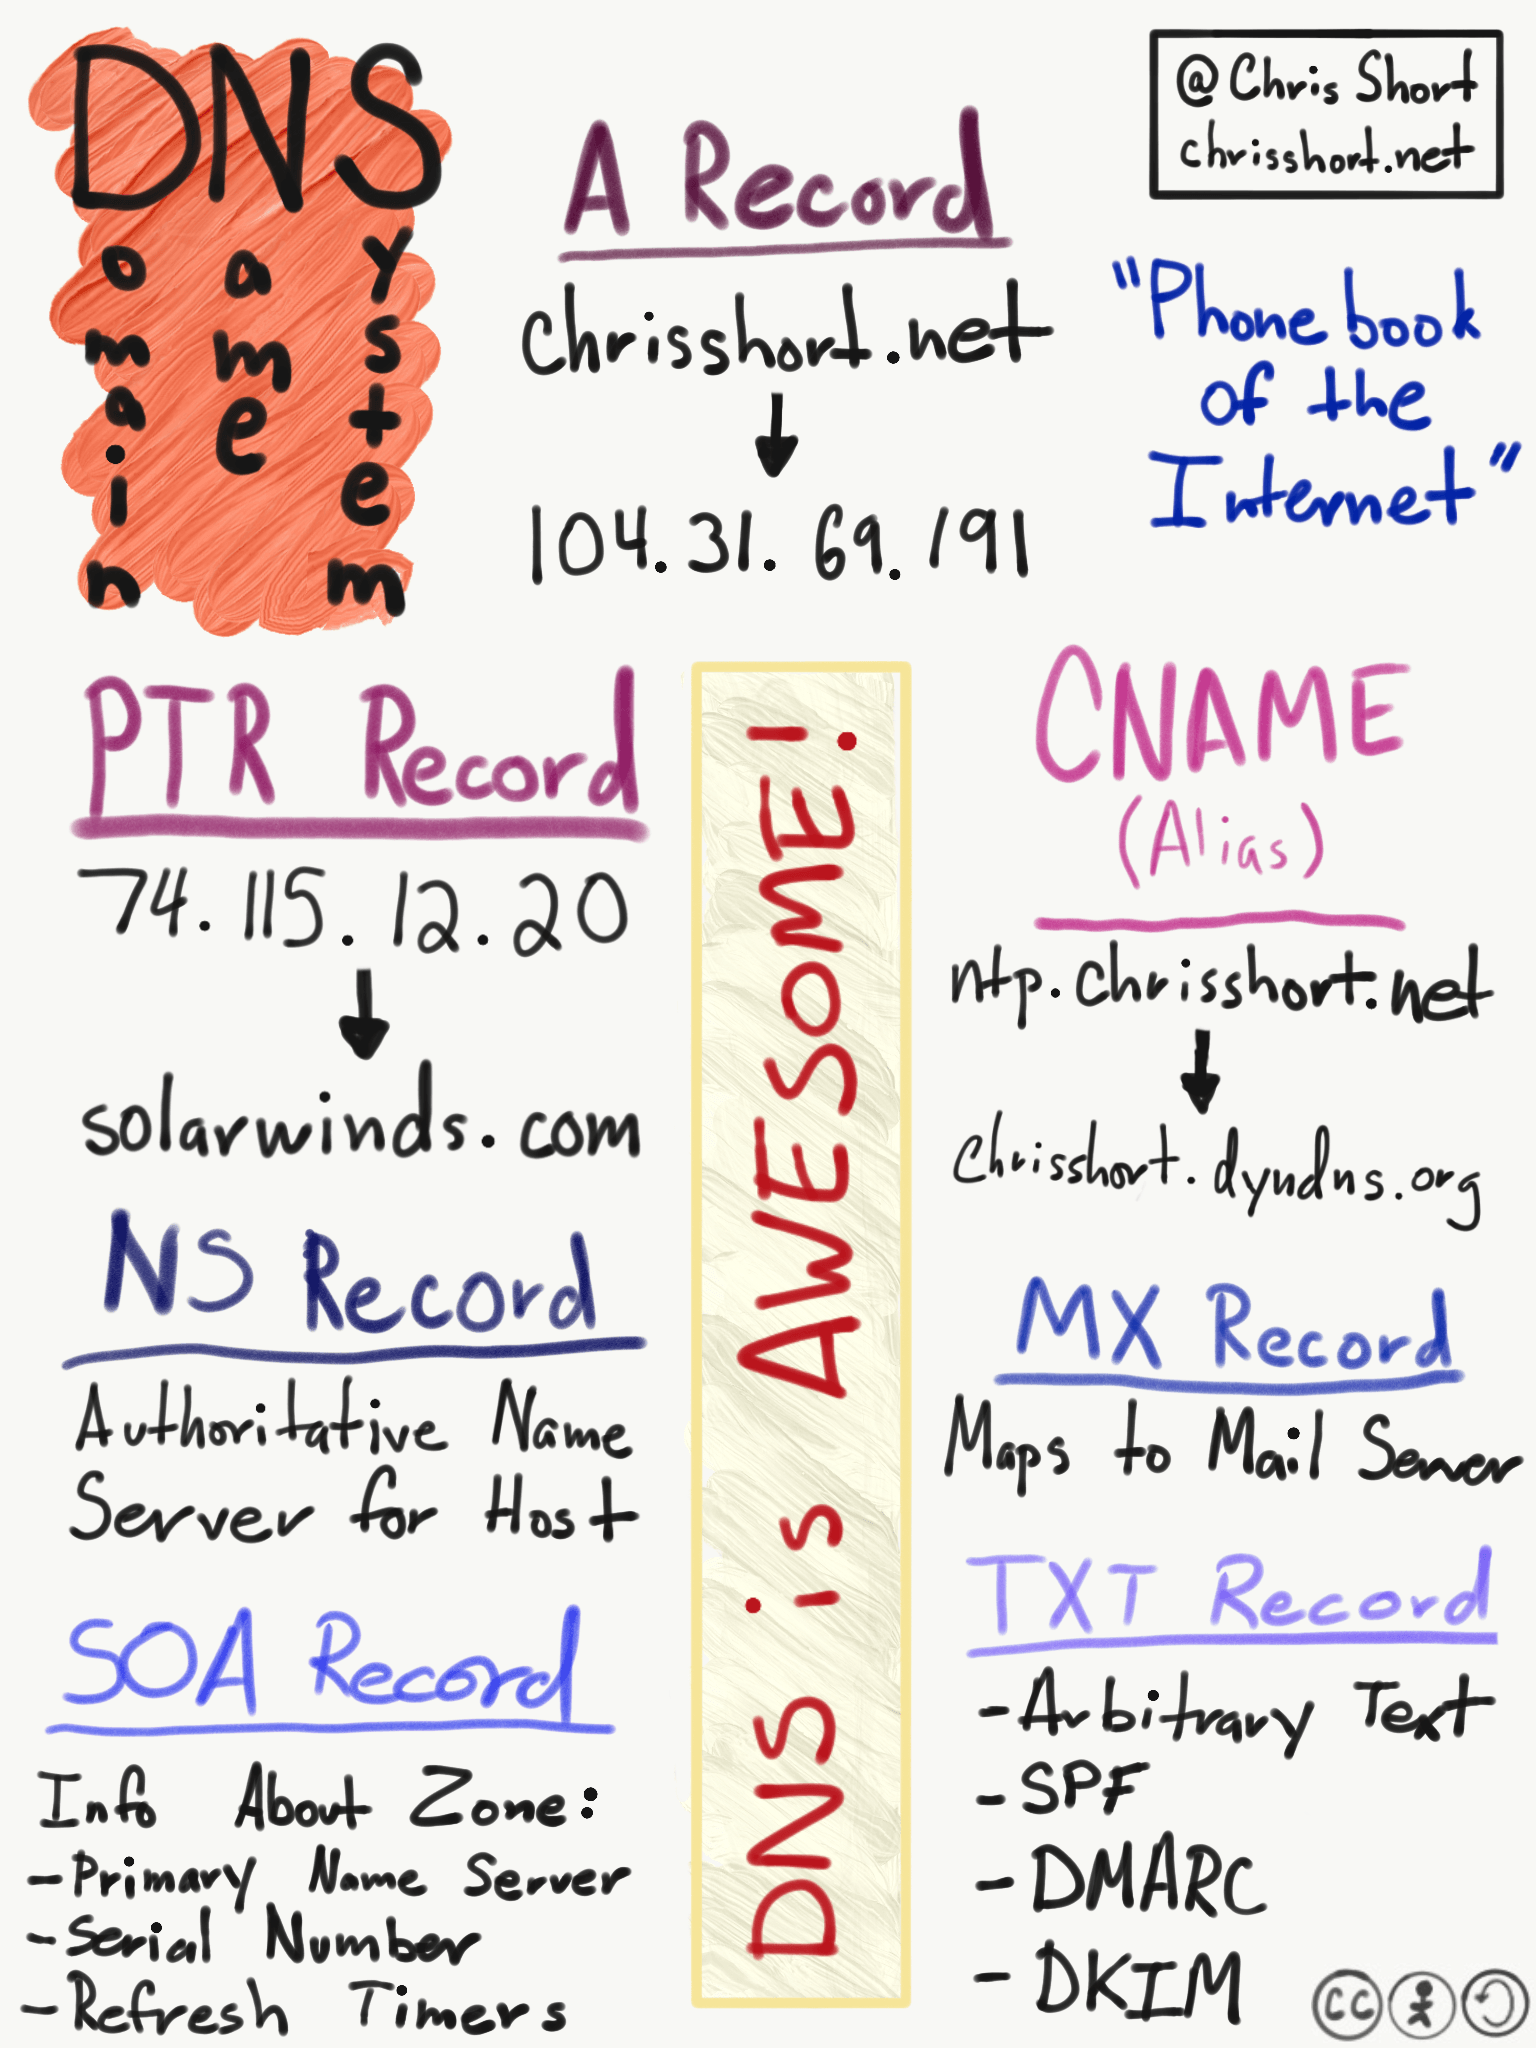 DNS
Domain
Name
System
A Record
chrisshort.net
104.31.69.191
@Chris Short
chrisshort.net
"Phone book
of the
Internet"
PTR Record
74.115.12.20
solarwinds.com
NS Record
Authoritative Name
Server for Host
SOA Record
Info About Zone:
-Primary Name Server
-Serial Number
-Refresh Timers
DNS is AWESOME!
CNAME
(Alias)
ntp.chrisshort.net
chrisshort.dyndns.org
MX Record
Maps to Mail Server
TXT Record
-Arbitrary Text
-SPF
-DMARC
-DKIM
cc